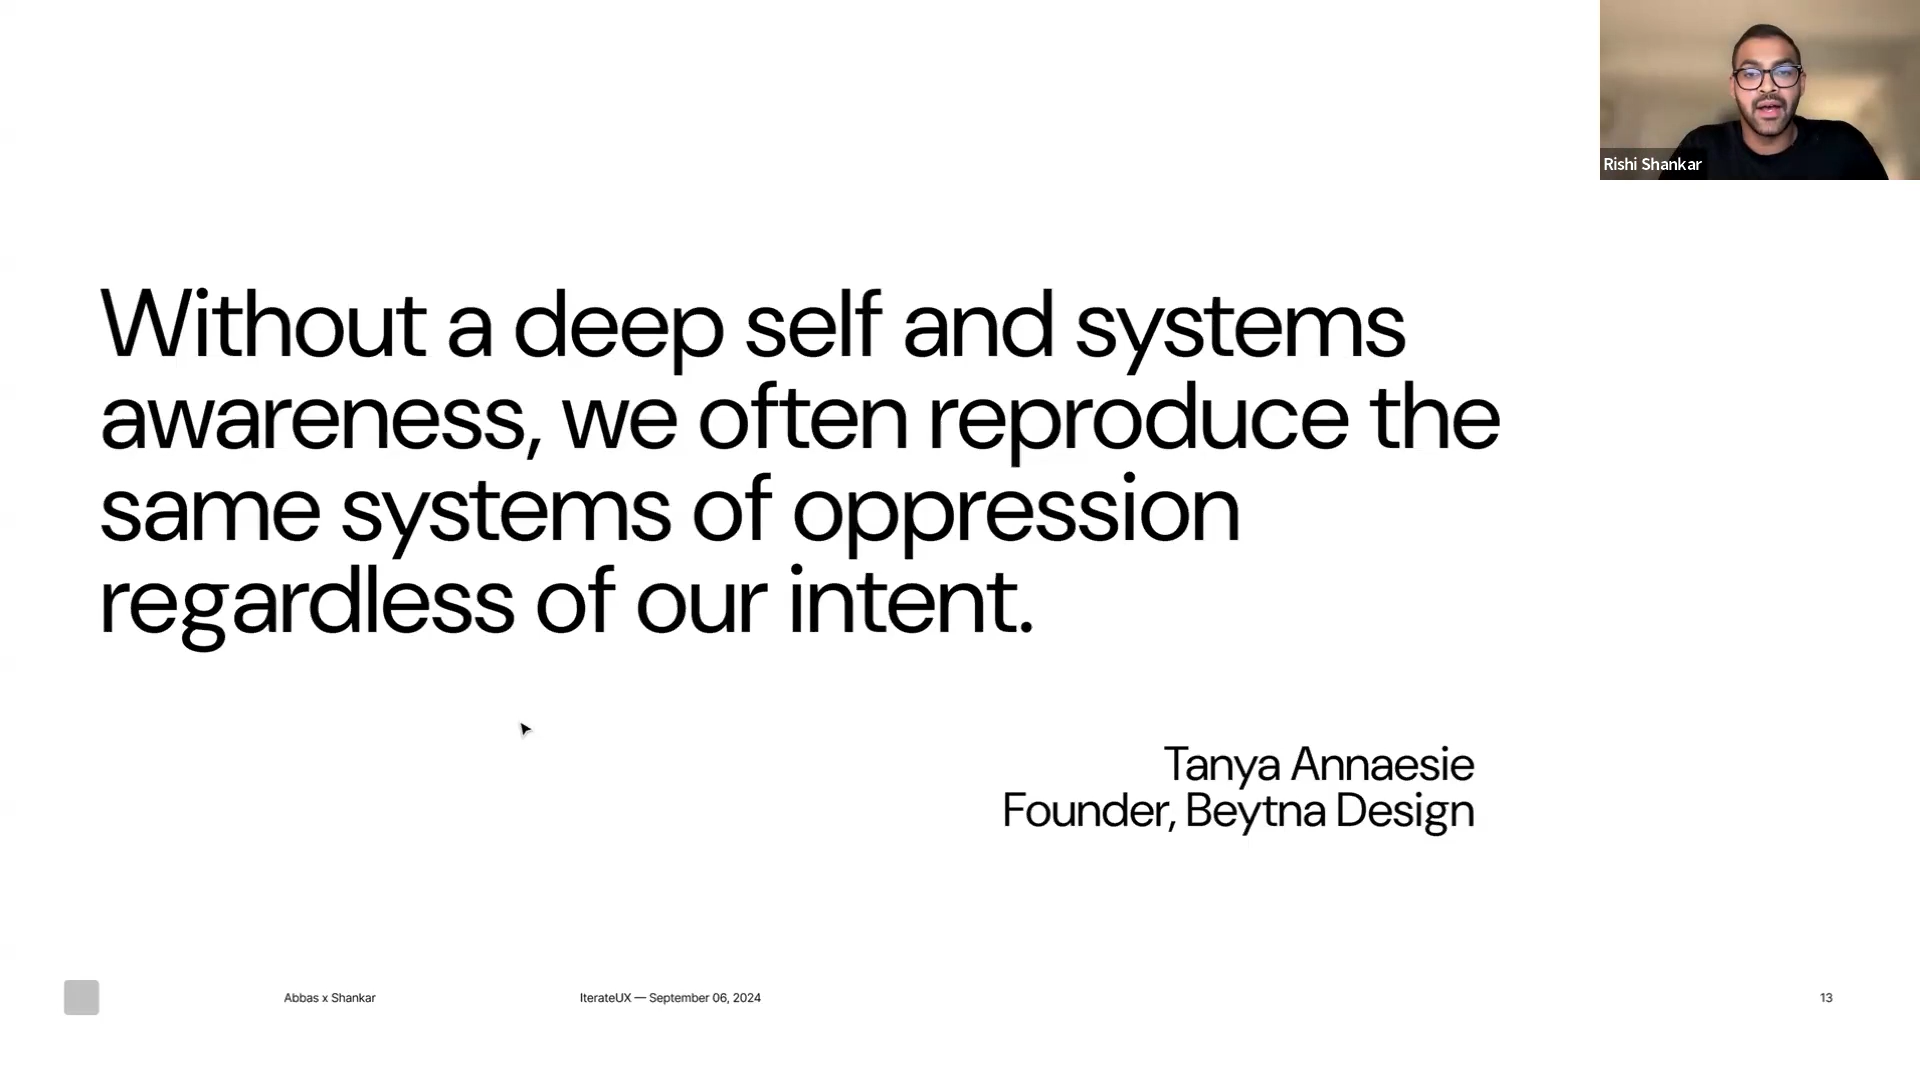 Rishi Shankar
Without a deep self and systems
awareness, we often reproduce the
same systems of oppression
regardless of our intent.
Tanya Annaesie
Founder, Beytna Design
Abbas x Shankar
IterateUX — September 06, 2024
13